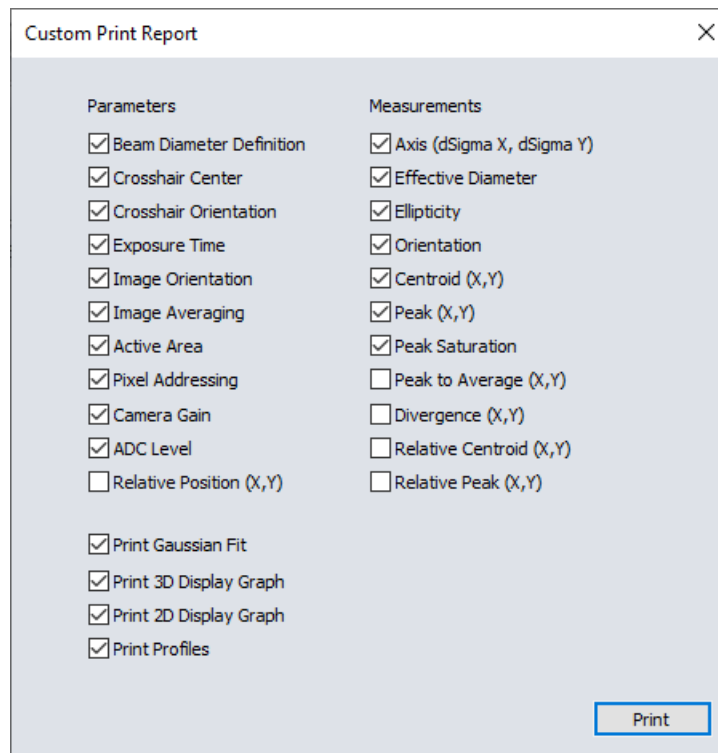 Custom Print Report
Parameters
Beam Diameter Definition
Crosshair Center
Crosshair Orientation
Exposure Time
Image Orientation
Image Averaging
Active Area
Pixel Addressing
Camera Gain
ADC Level
Relative Position (X,Y)
Measurements
Axis (dSigma X, dSigma Y)
Effective Diameter
Ellipticity
Orientation
Centroid (X,Y)
Peak (X,Y)
Peak Saturation
Peak to Average (X,Y)
Divergence (X,Y)
Relative Centroid (X,Y)
Relative Peak (X,Y)
Print Gaussian Fit
Print 3D Display Graph
Print 2D Display Graph
Print Profiles
Print